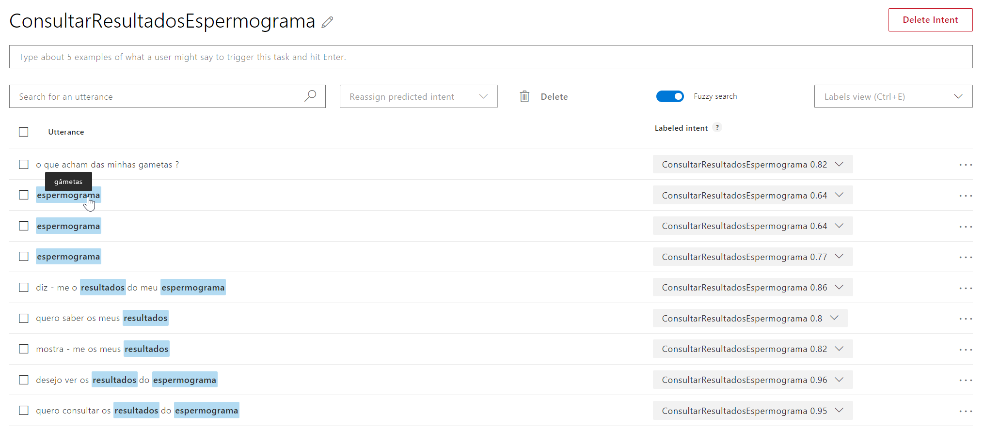 ConsultarResultadosEspermograma
Delete Intent
Type about 5 examples of what a user might say to trigger this task and hit Enter.
Search for an utterance
Reassign predicted intent
Delete
Fuzzy search
Labels view (Ctrl+E)
Utterance
Labeled intent ?
o que acham das minhas gametas ?
ConsultarResultadosEspermograma 0.82
gâmetas
espermograma
ConsultarResultadosEspermograma 0.64
espermograma
ConsultarResultadosEspermograma 0.64
espermograma
ConsultarResultadosEspermograma 0.77
diz - me o resultados do meu espermograma
ConsultarResultadosEspermograma 0.86
quero saber os meus resultados
ConsultarResultadosEspermograma 0.8
mostra - me os meus resultados
ConsultarResultadosEspermograma 0.82
desejo ver os resultados do espermograma
ConsultarResultadosEspermograma 0.96
quero consultar os resultados do espermograma
ConsultarResultadosEspermograma 0.95